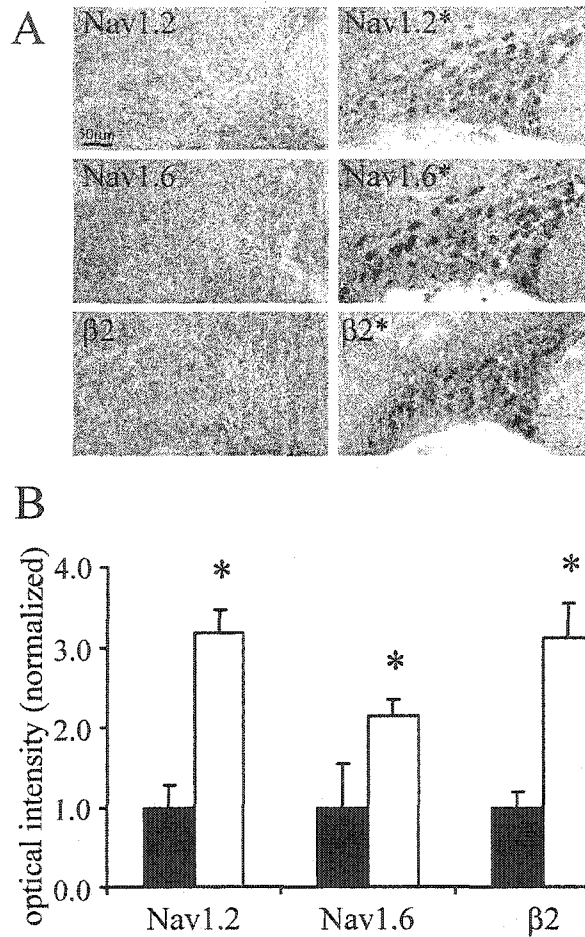 A
Nav1.2 Nav1.2*
50um
Nav1.6 Nav1.6*
β2 β2*
B
optical intensity (normalized)
4.0
3.0
2.0
1.0
0.0
* * *
Nav1.2 Nav1.6 β2